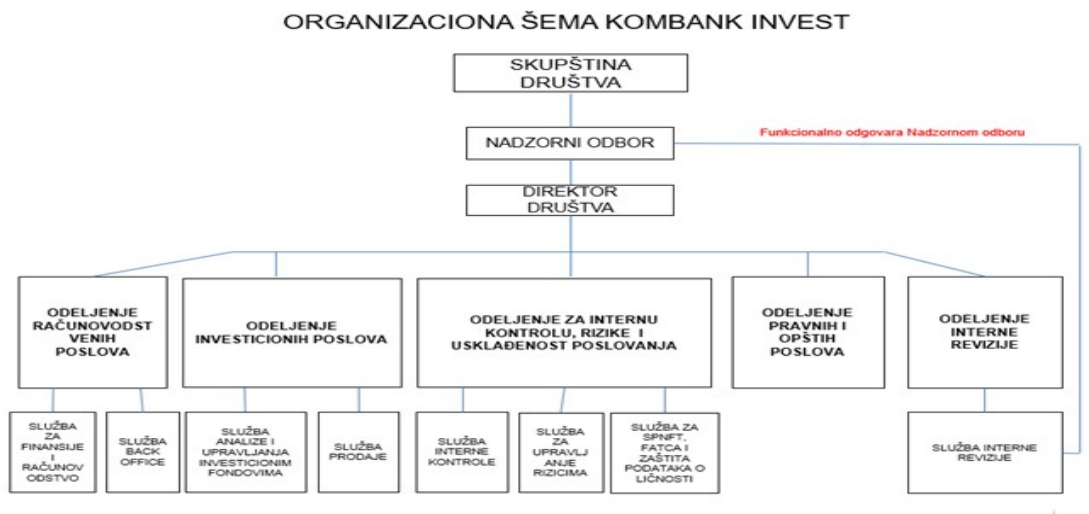 ORGANIZACIONA ŠEMA KOMBANK INVEST
SKUPŠTINA
DRUŠTVA
Funkcionalno odgovara Nadzornom odboru
NADZORNI ODBOR
DIREKTOR
DRUŠTVA
ODELJENJE
RAČUNOVODST
VENIH
POSLOVA
ODELJENJE
INVESTICIONIH POSLOVA
ODELJENJE ZA INTERNU
KONTROLU, RIZIKE I
USKLAĐENOST POSLOVANJA
ODELJENJE
PRAVNIH I
OPŠTIH
POSLOVA
ODELJENJE
INTERNE
REVIZIJE
SLUŽBA
ZA
FINANSIJE
I
RAČUNOV
ODSTVO
SLUŽBA
BACK
OFFICE
SLUŽBA
ANALIZE I
UPRAVLJANJA
INVESTICIONIM
FONDOVIMA
SLUŽBA
PRODAJE
SLUŽBA
INTERNE
KONTROLE
SLUŽBA
ZA
UPRAVLJ
ANJE
RIZICIMA
SLUŽBA ZA
SPNFT,
FATCA I
ZAŠTITA
PODATAKA O
LIČNOSTI
SLUŽBA INTERNE
REVIZIJE